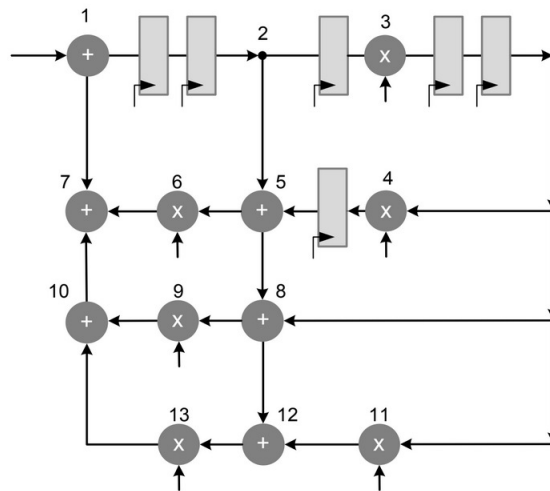 1 2 3
+ x
7 6 5 4
+ x + x
10 9 8
+ x +
13 12 11
x + x